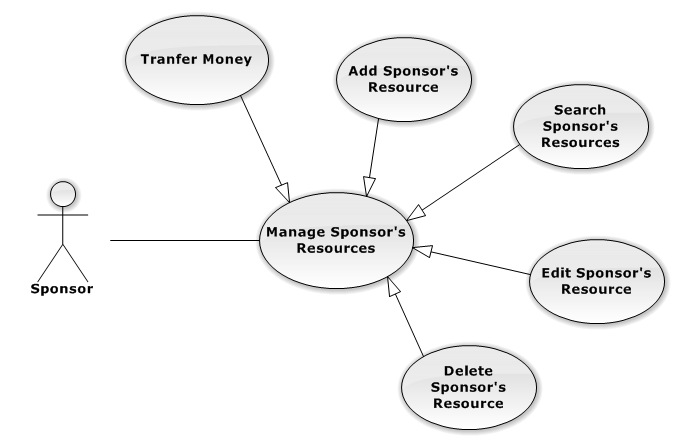 Tranfer Money
Add Sponsor's
Resource
Search
Sponsor's
Resources
Manage Sponsor's
Resources
Sponsor
Edit Sponsor's
Resource
Delete
Sponsor's
Resource